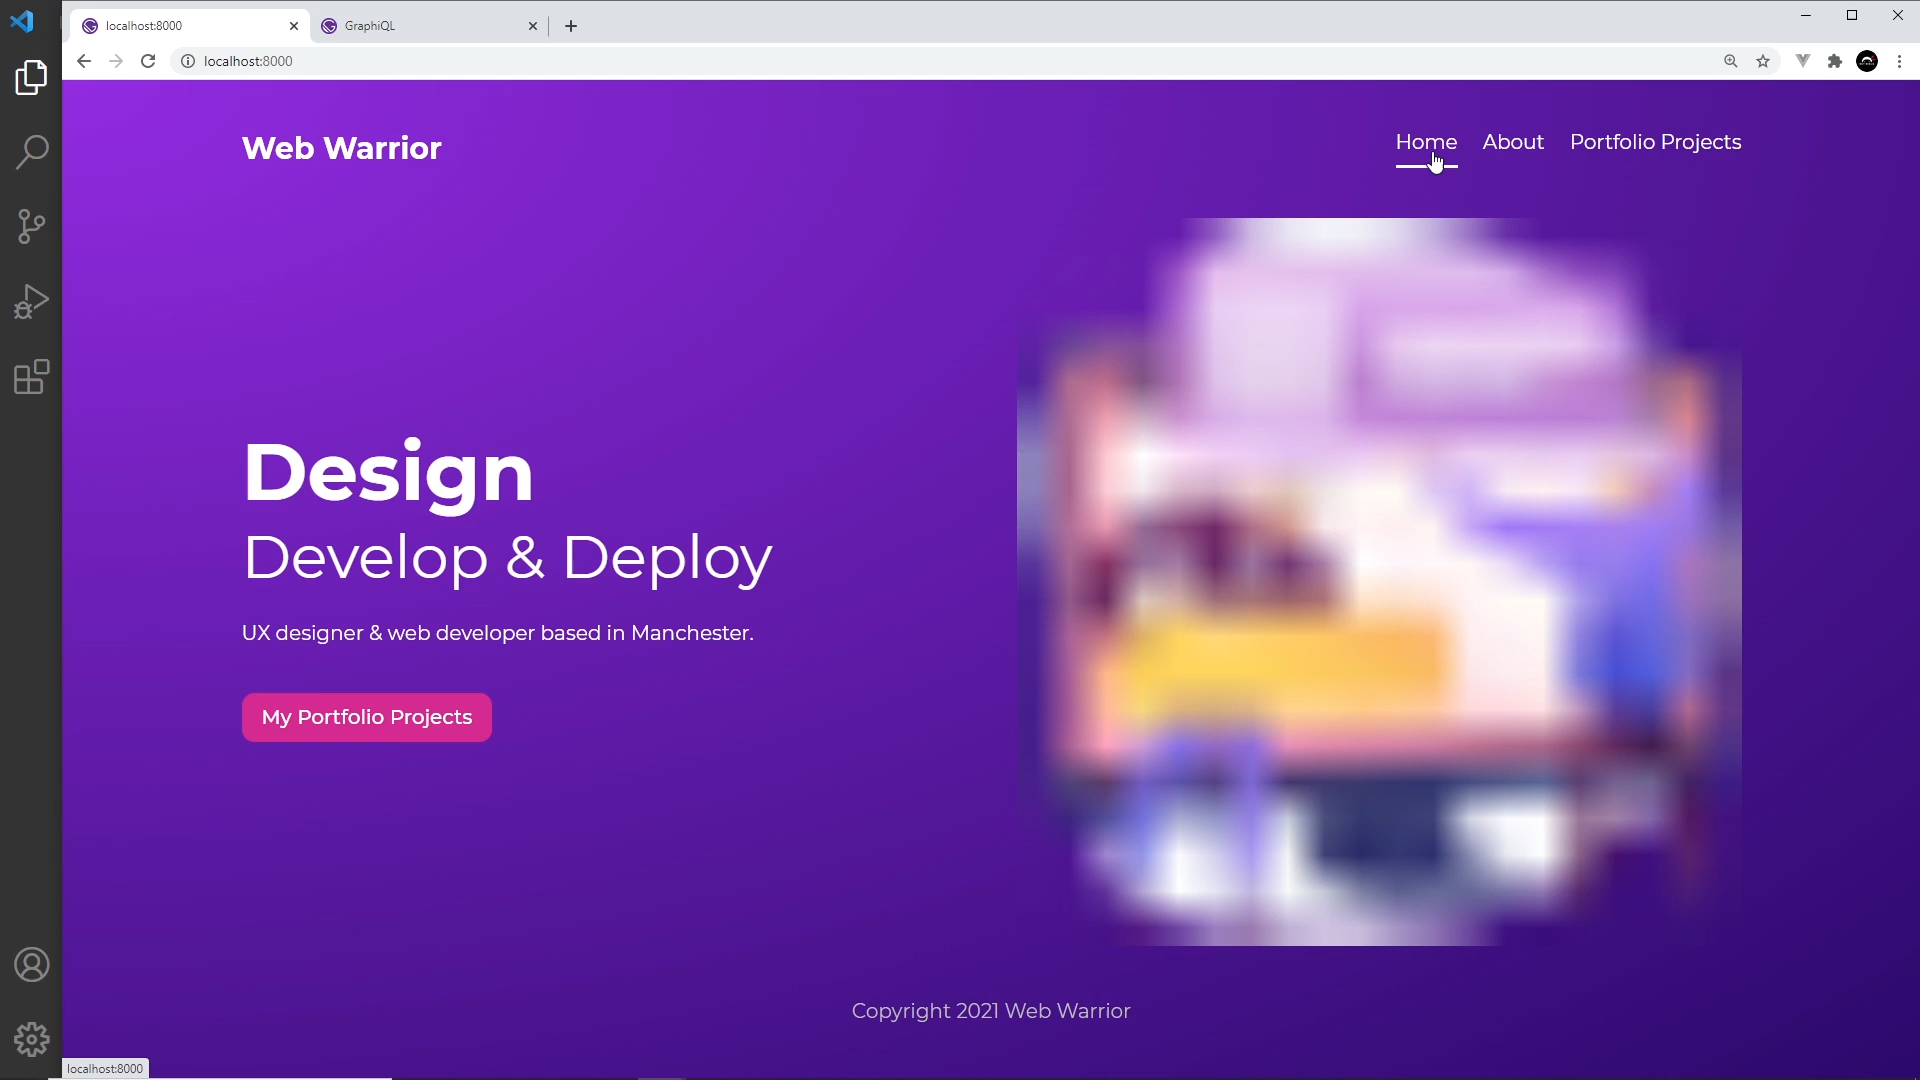 localhost:8000
GraphiQL
localhost:8000
Web Warrior
Home About Portfolio Projects
Design
Develop & Deploy
UX designer & web developer based in Manchester.
My Portfolio Projects
Copyright 2021 Web Warrior
localhost:8000